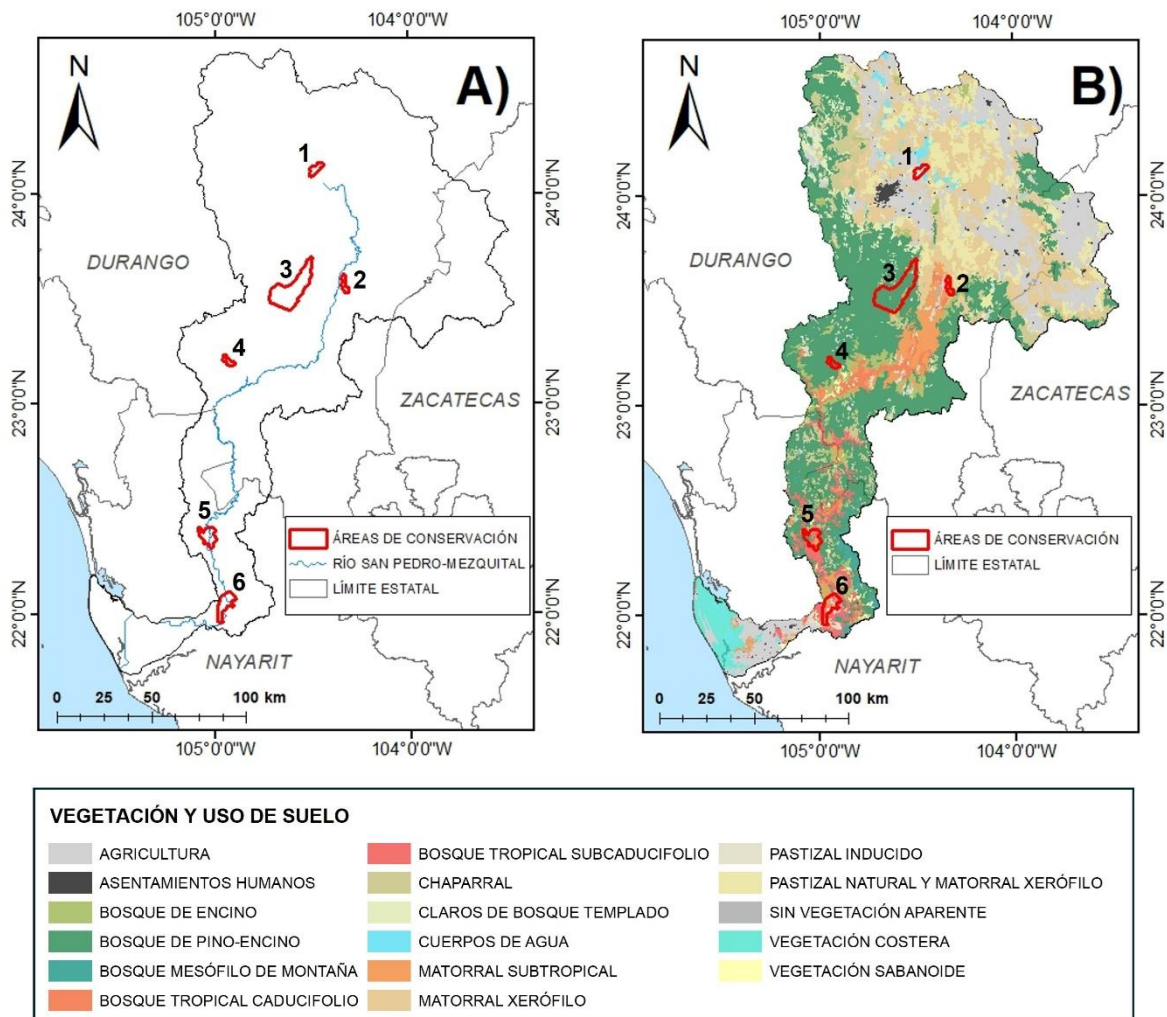 105°0'0"W 104°0'0"W
N
A)
1
24°0'0"N 24°0'0"N
DURANGO
3
2
4
23°0'0"N 23°0'0"N
ZACATECAS
5
ÁREAS DE CONSERVACIÓN
RÍO SAN PEDRO-MEZQUITAL
LÍMITE ESTATAL
6
22°0'0"N 22°0'0"N
NAYARIT
0 25 50 100 km
105°0'0"W 104°0'0"W
105°0'0"W 104°0'0"W
N
B)
1
24°0'0"N 24°0'0"N
DURANGO
3
2
4
23°0'0"N 23°0'0"N
ZACATECAS
5
ÁREAS DE CONSERVACIÓN
LÍMITE ESTATAL
6
22°0'0"N 22°0'0"N
NAYARIT
0 25 50 100 km
105°0'0"W 104°0'0"W
VEGETACIÓN Y USO DE SUELO
AGRICULTURA
ASENTAMIENTOS HUMANOS
BOSQUE DE ENCINO
BOSQUE DE PINO-ENCINO
BOSQUE MESÓFILO DE MONTAÑA
BOSQUE TROPICAL CADUCIFOLIO
BOSQUE TROPICAL SUBCADUCIFOLIO
CHAPARRAL
CLAROS DE BOSQUE TEMPLADO
CUERPOS DE AGUA
MATORRAL SUBTROPICAL
MATORRAL XERÓFILO
PASTIZAL INDUCIDO
PASTIZAL NATURAL Y MATORRAL XERÓFILO
SIN VEGETACIÓN APARENTE
VEGETACIÓN COSTERA
VEGETACIÓN SABANOIDE